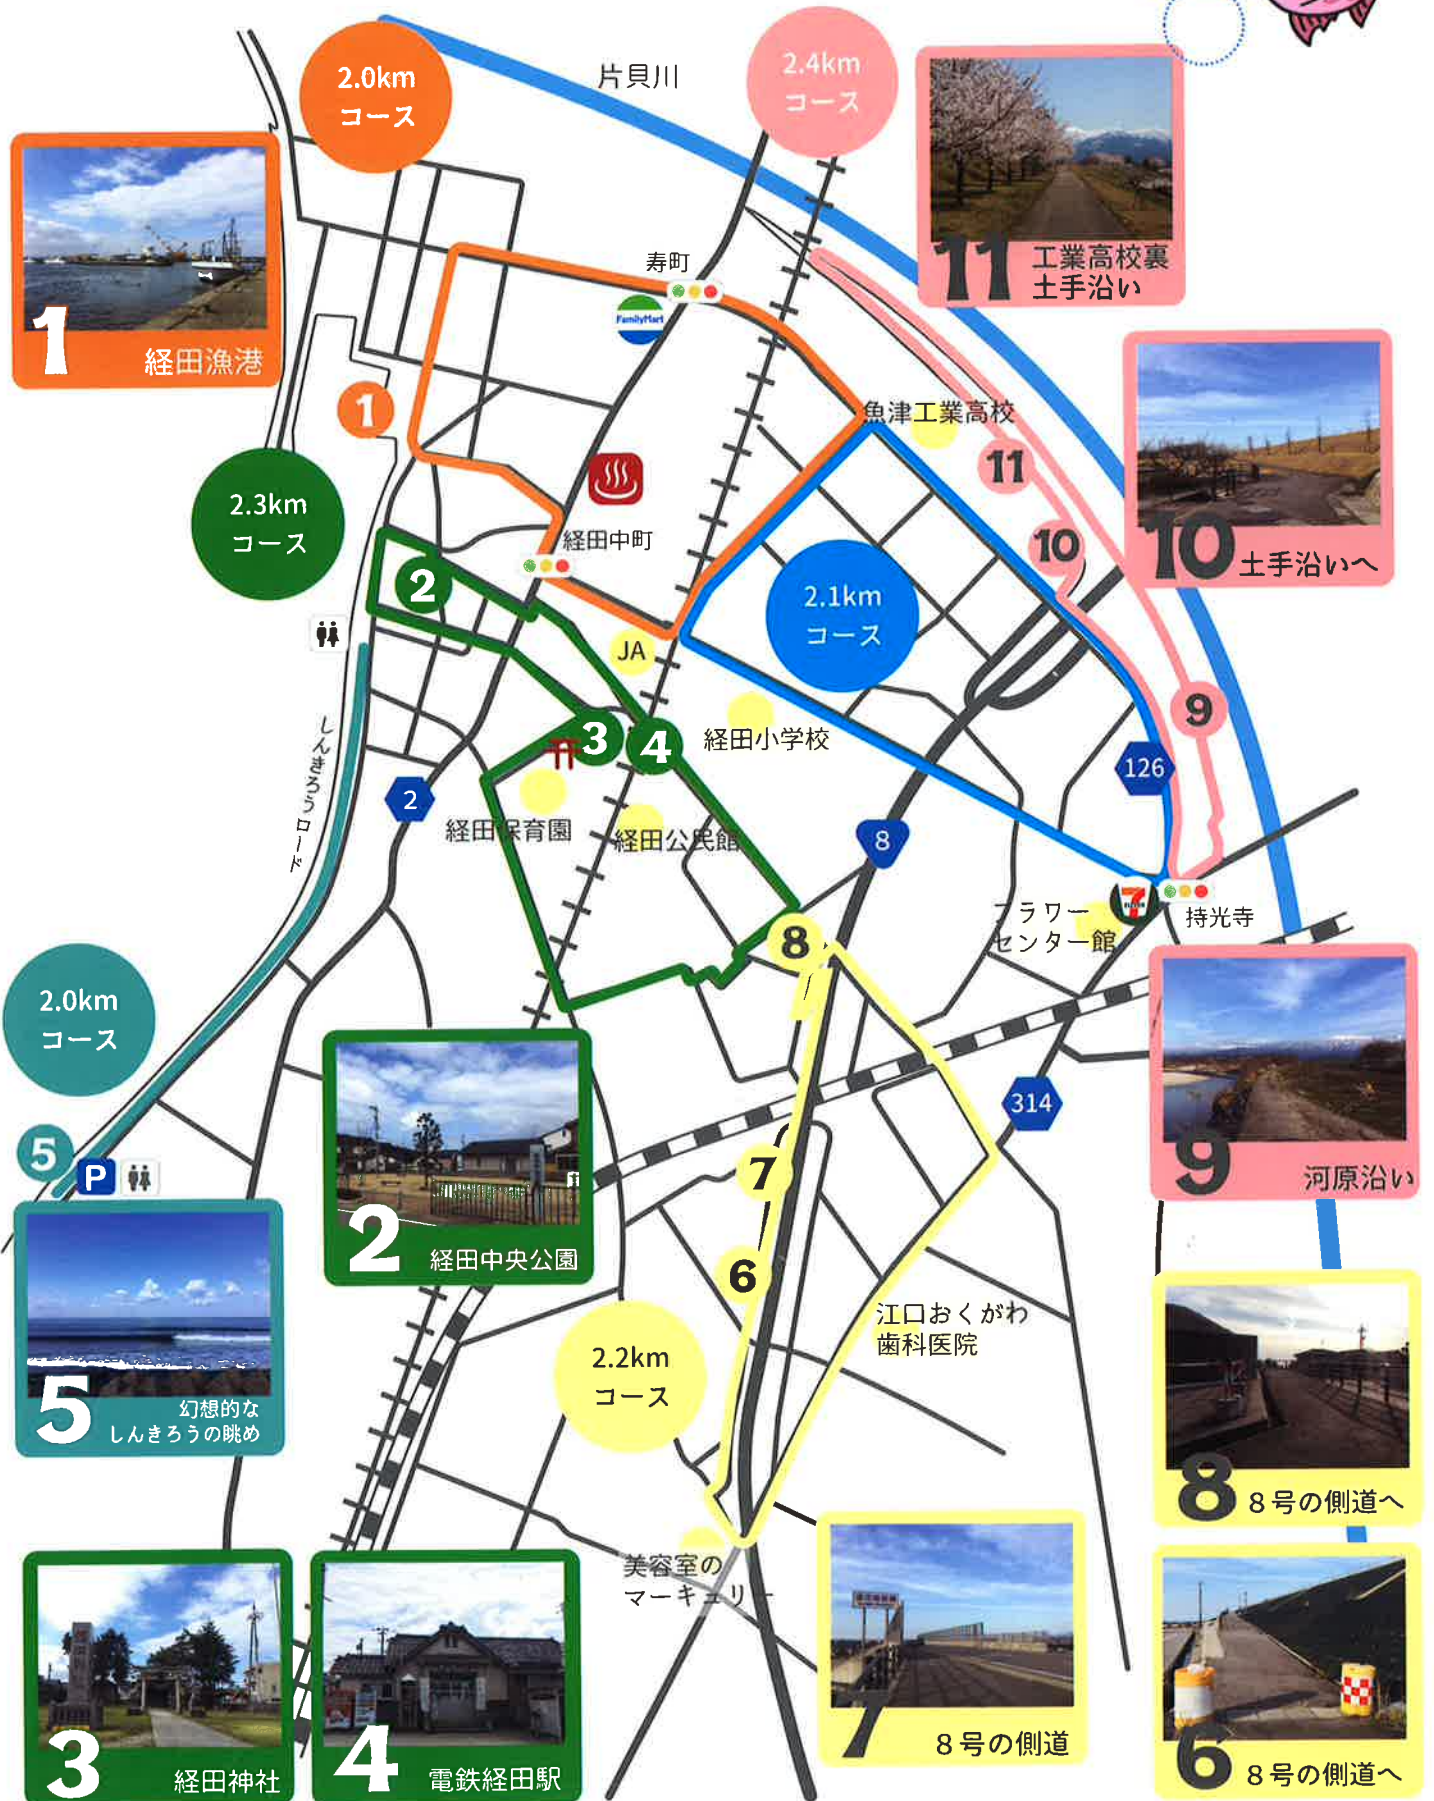 2.0km
コース
片貝川
2.4km
コース
11
工業高校裏
土手沿い
1
経田漁港
寿町
FamilyMart
1
魚津工業高校
11
10
土手沿いへ
2.3km
コース
経田中町
10
2
2.1km
コース
JA
しんきろうロード
3
4
経田小学校
9
126
2
経田保育園
経田公民館
8
7
ELEVEN
フラワー
センター館
持光寺
8
2.0km
コース
9
河原沿い
314
5
P
2
経田中央公園
7
6
江口おくがわ
歯科医院
2.2km
コース
5
幻想的な
しんきろうの眺め
8
8号の側道へ
美容室の
マーキュリー
3
経田神社
4
電鉄経田駅
7
8号の側道
6
8号の側道へ